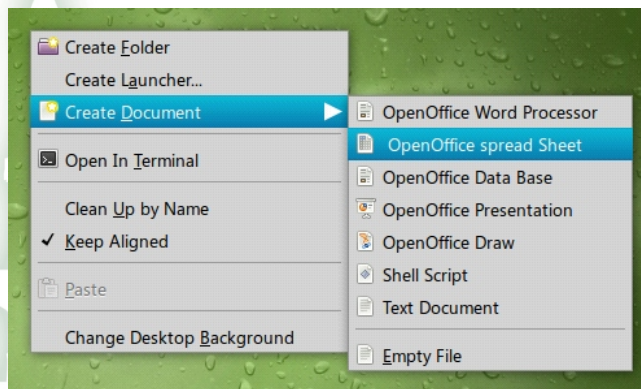 Create Folder
Create Launcher...
Create Document
Open In Terminal
Clean Up by Name
Keep Aligned
Paste
Change Desktop Background
OpenOffice Word Processor
OpenOffice spread Sheet
OpenOffice Data Base
OpenOffice Presentation
OpenOffice Draw
Shell Script
Text Document
Empty File